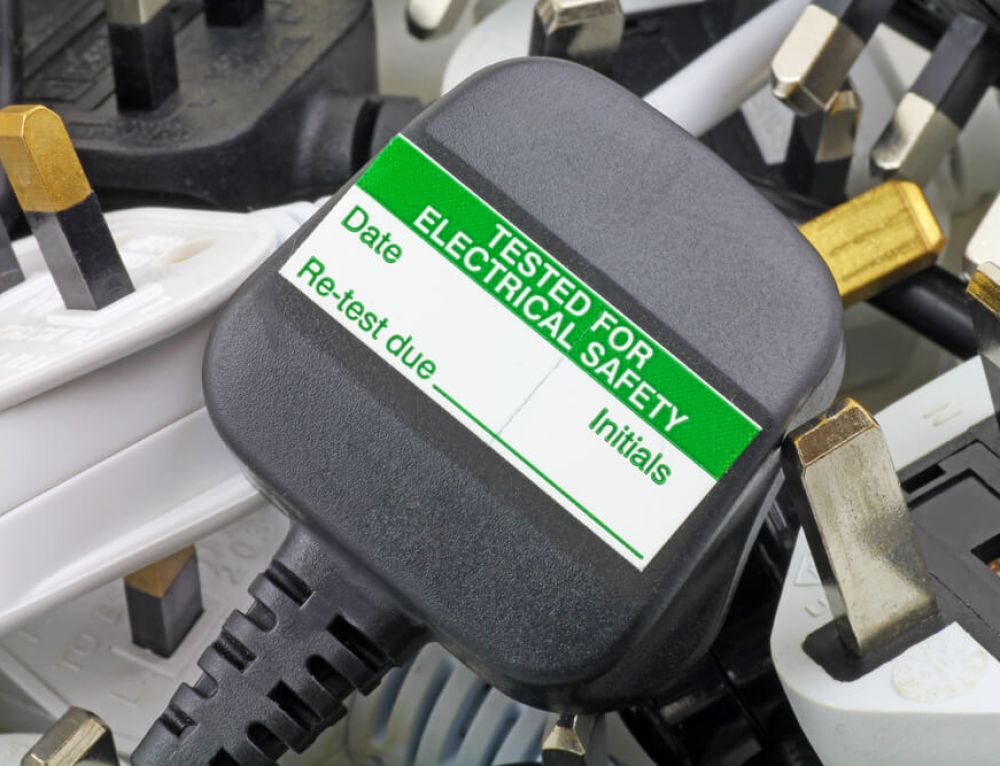 TESTED FOR
ELECTRICAL SAFETY
Date
Initials
Re-test due
N